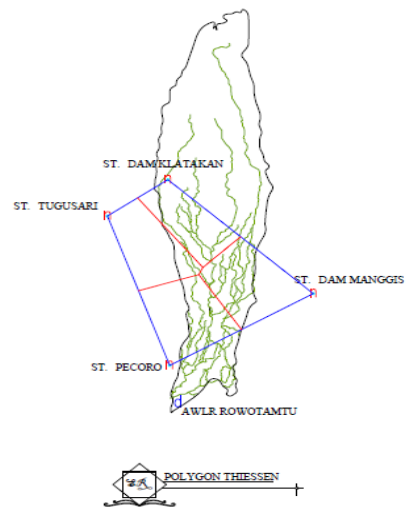 ST. DAM KLATAKAN
ST. TUGUSARI
ST. DAM MANGGIS
ST. PECORO
AWLR ROWOTAMTU
POLYGON THIESSEN